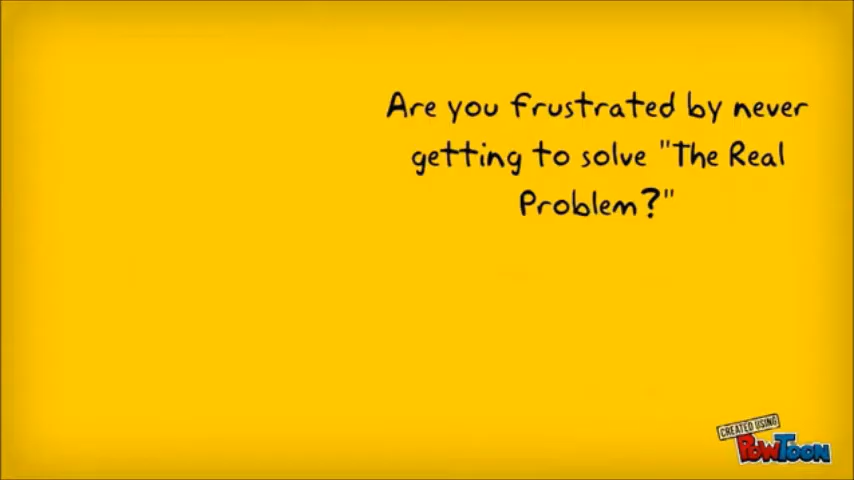 Are you frustrated by never
getting to solve "The Real
Problem?"
CREATED USING
POWTOON